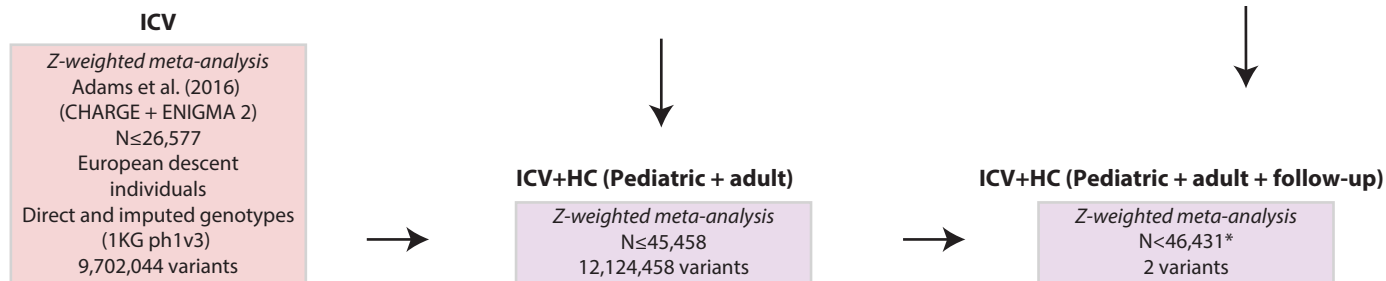 ICV
Z-weighted meta-analysis
Adams et al. (2016)
(CHARGE + ENIGMA 2)
N≤26,577
European descent
individuals
Direct and imputed genotypes
(1KG ph1v3)
9,702,044 variants
ICV+HC (Pediatric + adult)
Z-weighted meta-analysis
N≤45,458
12,124,458 variants
ICV+HC (Pediatric + adult + follow-up)
Z-weighted meta-analysis
N<46,431*
2 variants